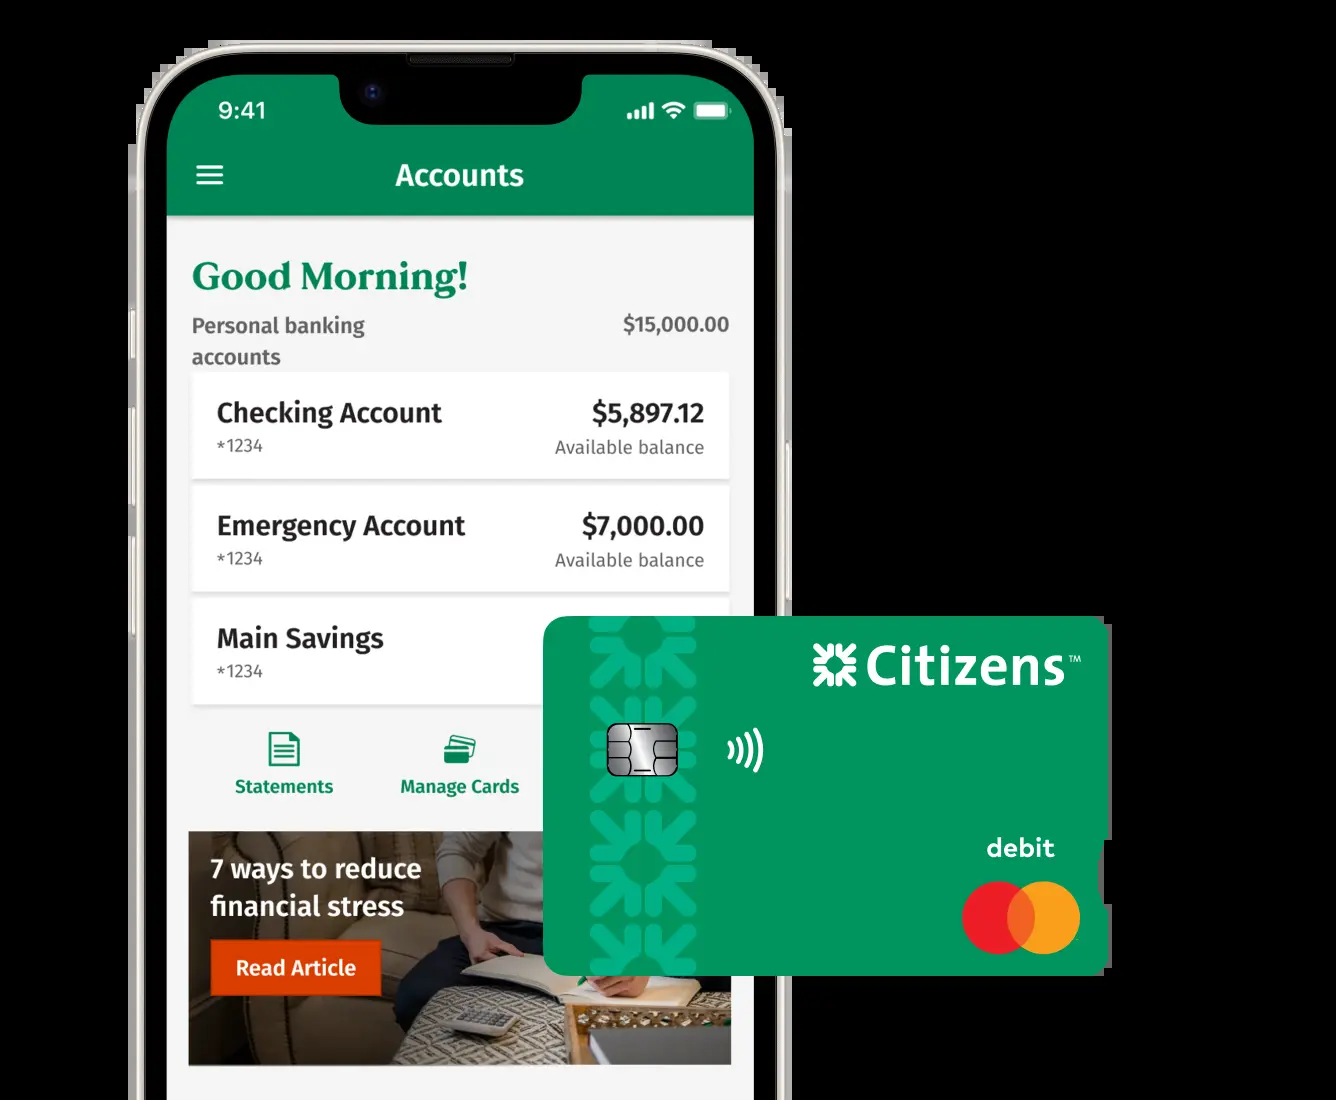 9:41
Accounts
Good Morning!
Personal banking $15,000.00
accounts
Checking Account $5,897.12
*1234 Available balance
Emergency Account $7,000.00
*1234 Available balance
Main Savings
*1234
Citizens™
Statements Manage Cards
7 ways to reduce
financial stress
Read Article
debit